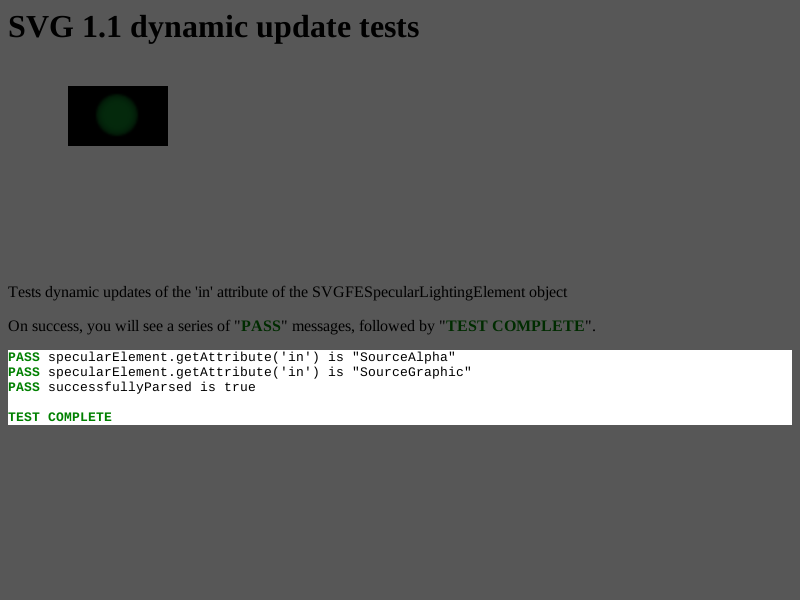 SVG 1.1 dynamic update tests
Tests dynamic updates of the 'in' attribute of the SVGFESpecularLightingElement object
On success, you will see a series of "PASS" messages, followed by "TEST COMPLETE".
PASS specularElement.getAttribute('in') is "SourceAlpha"
PASS specularElement.getAttribute('in') is "SourceGraphic"
PASS successfullyParsed is true
TEST COMPLETE